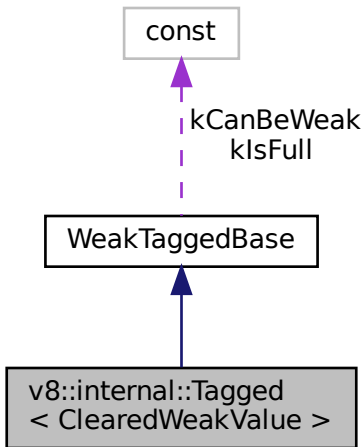 const
kCanBeWeak
kIsFull
WeakTaggedBase
v8::internal::Tagged
< ClearedWeakValue >